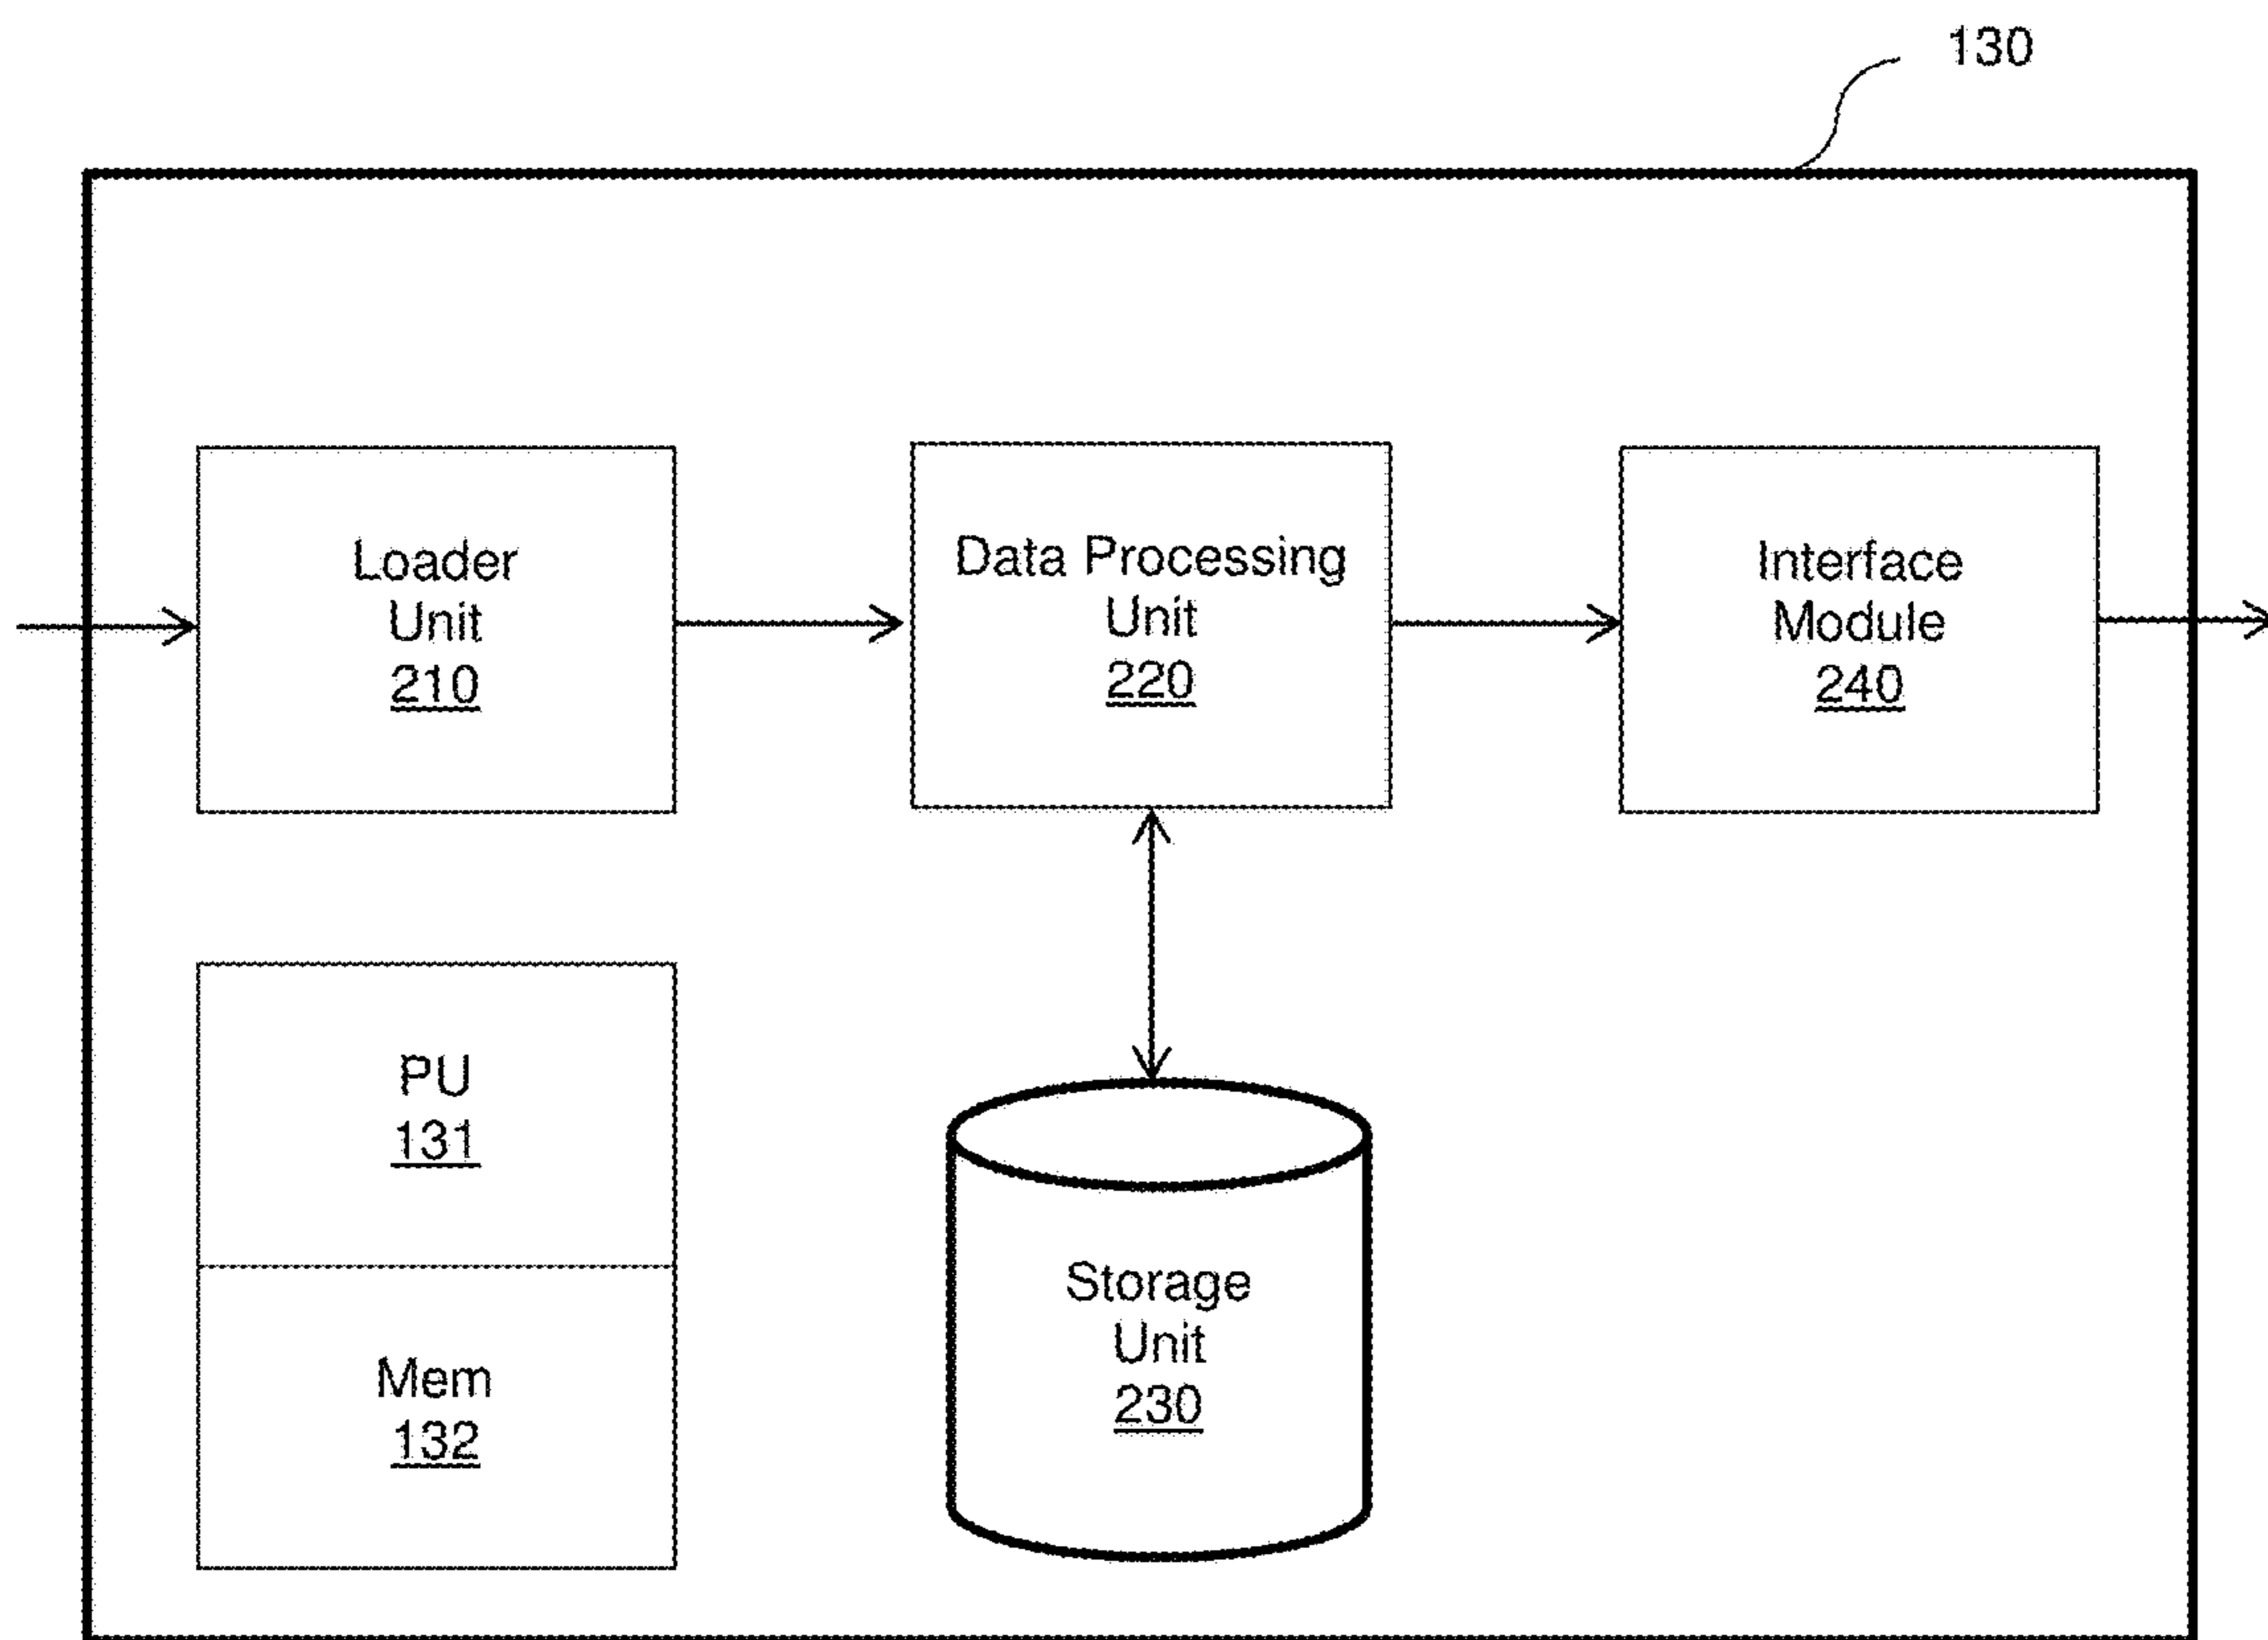 130
Loader
Unit
210
Data Processing
Unit
220
Interface
Module
240
PU
131
Mem
132
Storage
Unit
230